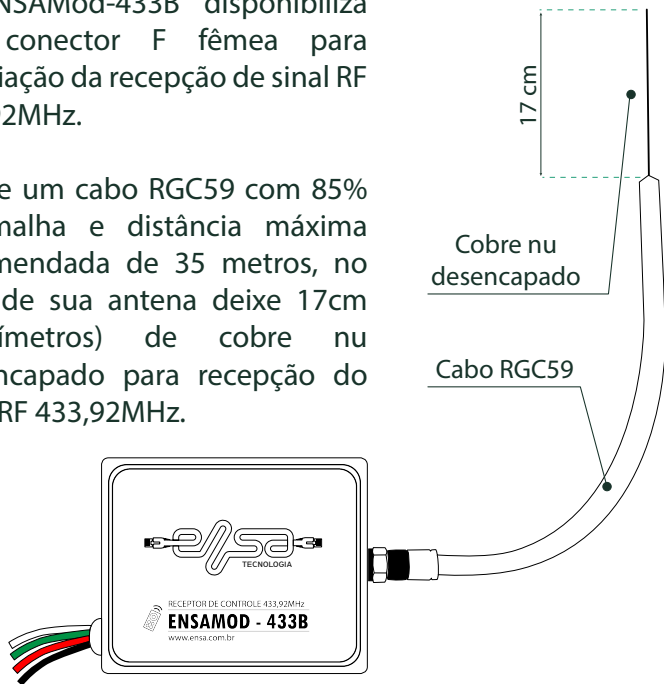 NSAMod-433B disponibiliza
conector F fêmea para
iação da recepção de sinal RF
92MHz.
e um cabo RGC59 com 85%
malha e distância máxima
mendada de 35 metros, no
de sua antena deixe 17cm
ímetros) de cobre nu
ncapado para recepção do
RF 433,92MHz.
17 cm
Cobre nu
desencapado
Cabo RGC59
ensa
TECNOLOGIA
RECEPTOR DE CONTROLE 433,92MHz
ENSAMOD - 433B
www.ensa.com.br